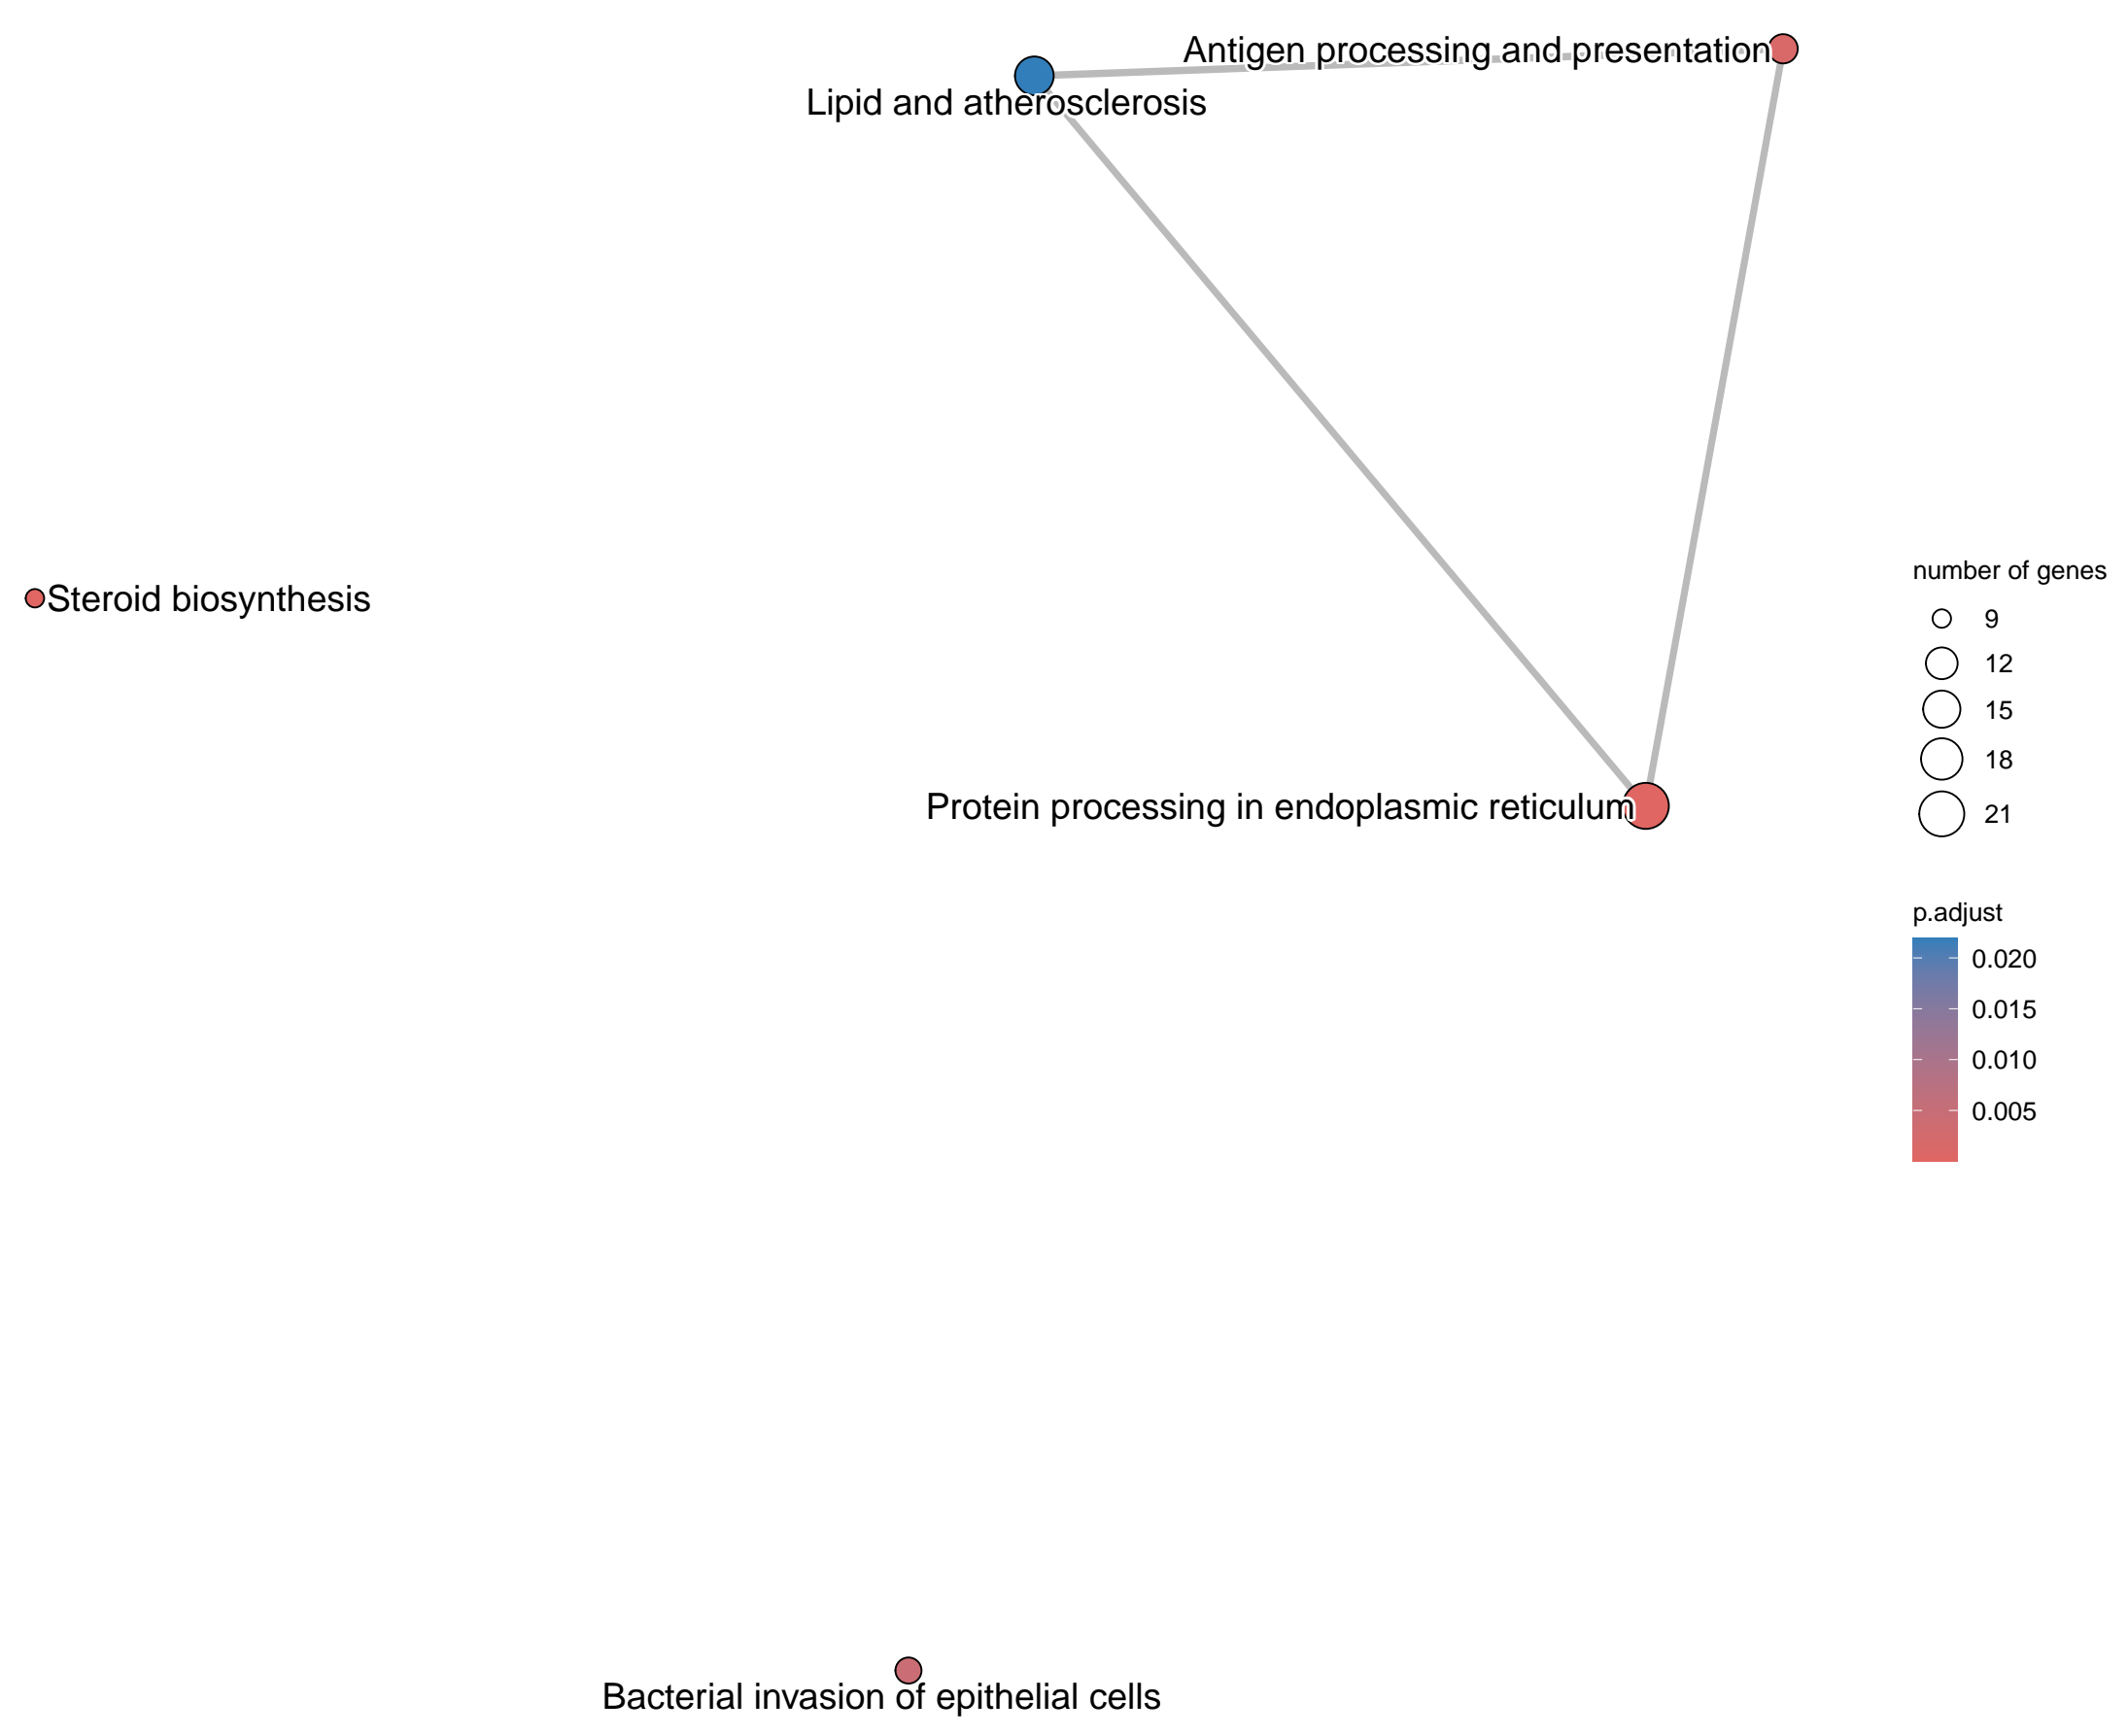 Antigen processing and presentation
Lipid and atherosclerosis
Steroid biosynthesis
Protein processing in endoplasmic reticulum
Bacterial invasion of epithelial cells
number of genes
9
12
15
18
21
p.adjust
0.020
0.015
0.010
0.005